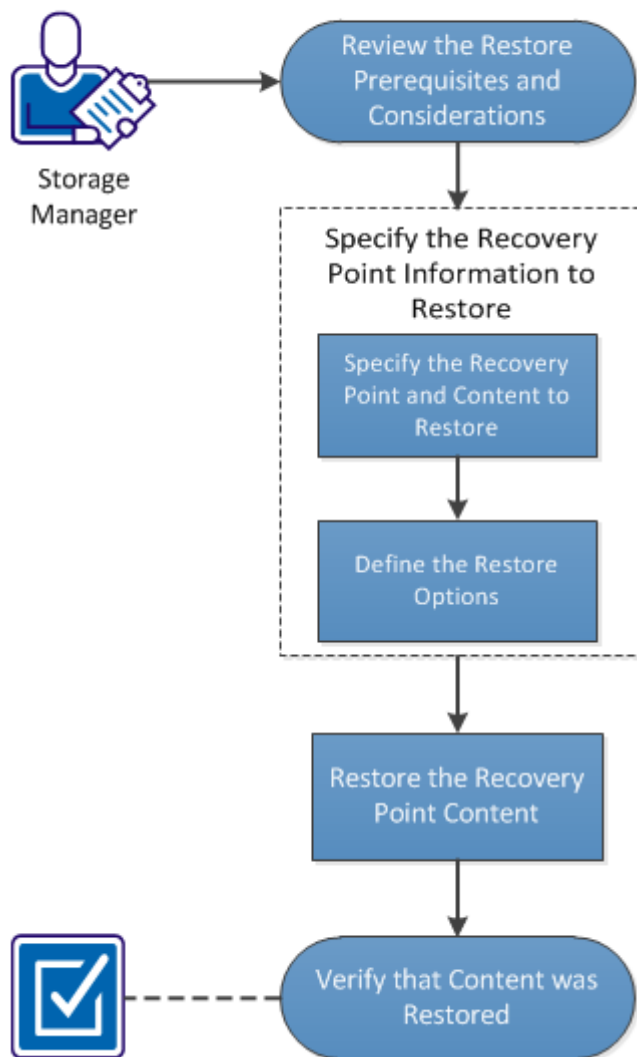 Review the Restore
Prerequisites and
Considerations
Storage
Manager
Specify the Recovery
Point Information to
Restore
Specify the Recovery
Point and Content to
Restore
Define the Restore
Options
Restore the Recovery
Point Content
Verify that Content was
Restored